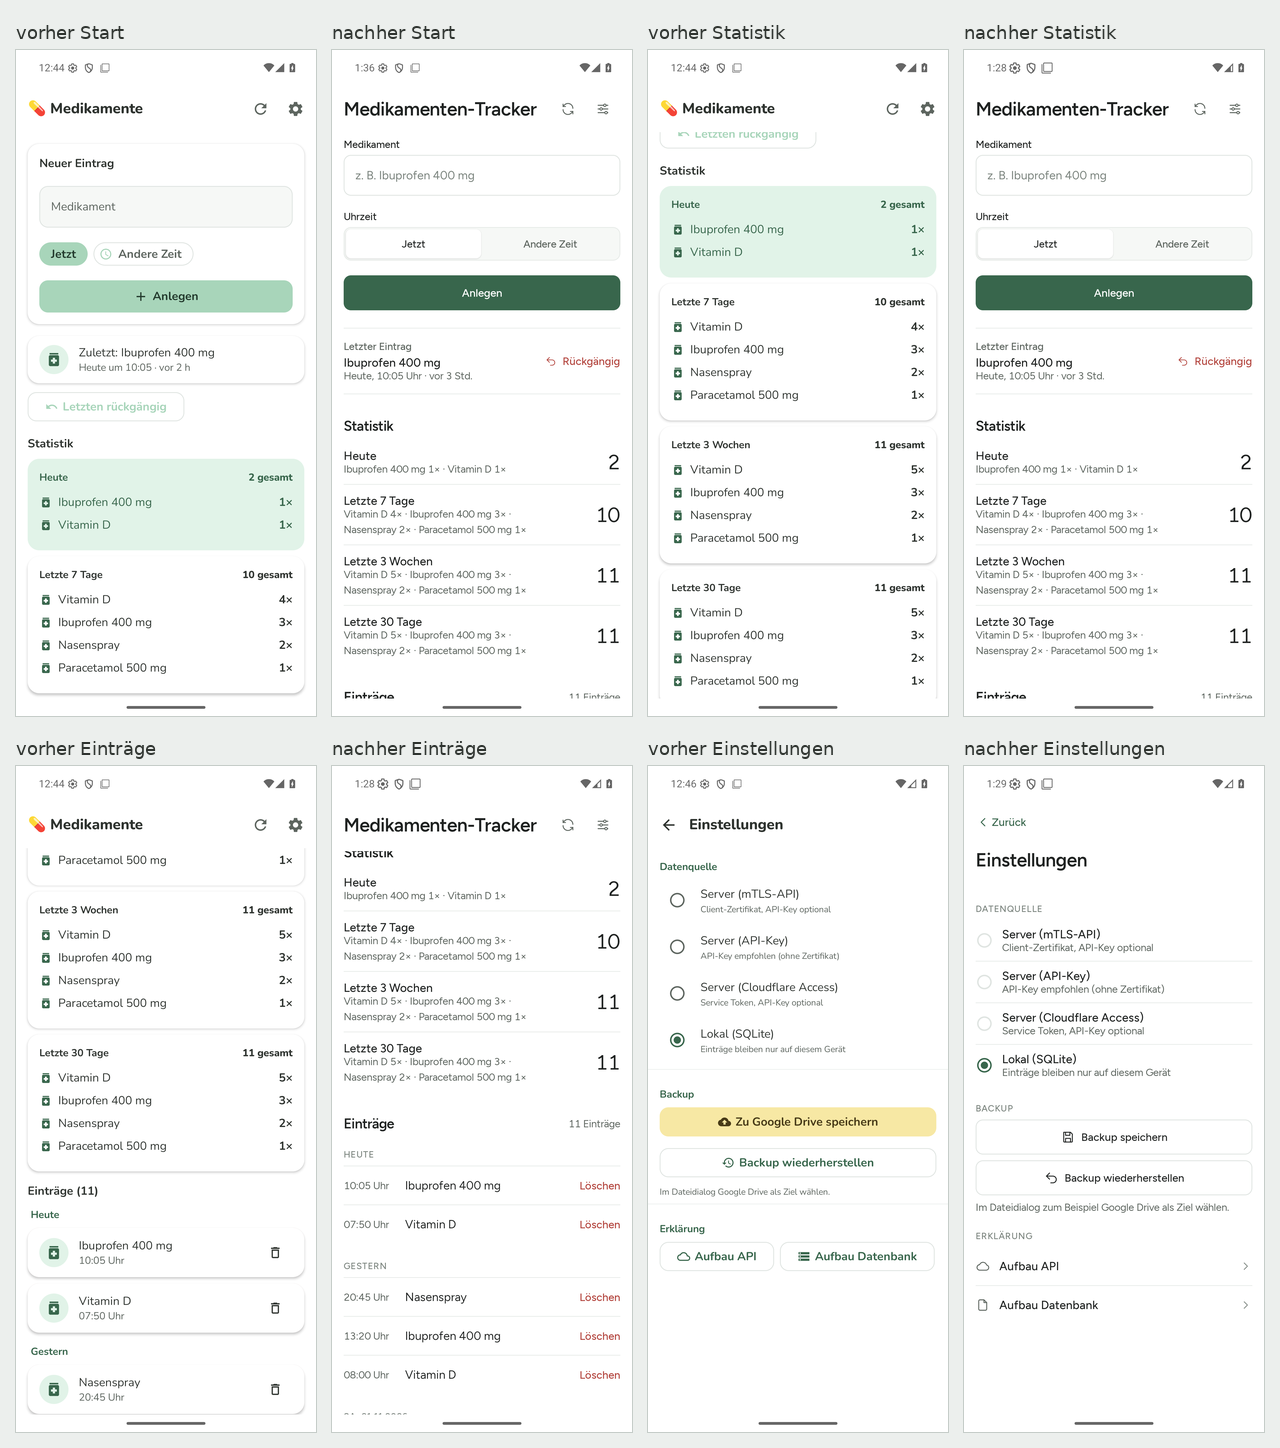 vorher Start
12:44
Medikamente
Neuer Eintrag
Medikament
Jetzt
Andere Zeit
Anlegen
Zuletzt: Ibuprofen 400 mg
Heute um 10:05 · vor 2 h
Letzten rückgängig
Statistik
Heute
2 gesamt
Ibuprofen 400 mg
1×
Vitamin D
1×
Letzte 7 Tage
10 gesamt
Vitamin D
4×
Ibuprofen 400 mg
3×
Nasenspray
2×
Paracetamol 500 mg
1×
nachher Start
1:36
Medikamenten-Tracker
Medikament
z. B. Ibuprofen 400 mg
Uhrzeit
Jetzt
Andere Zeit
Anlegen
Letzter Eintrag
Ibuprofen 400 mg
Heute, 10:05 Uhr · vor 3 Std.
Rückgängig
Statistik
Heute
Ibuprofen 400 mg 1× · Vitamin D 1×
2
Letzte 7 Tage
Vitamin D 4× · Ibuprofen 400 mg 3× ·
Nasenspray 2× · Paracetamol 500 mg 1×
10
Letzte 3 Wochen
Vitamin D 5× · Ibuprofen 400 mg 3× ·
Nasenspray 2× · Paracetamol 500 mg 1×
11
Letzte 30 Tage
Vitamin D 5× · Ibuprofen 400 mg 3× ·
Nasenspray 2× · Paracetamol 500 mg 1×
11
Einträge
11 Einträge
vorher Statistik
12:44
Medikamente
Letzten rückgängig
Statistik
Heute
2 gesamt
Ibuprofen 400 mg
1×
Vitamin D
1×
Letzte 7 Tage
10 gesamt
Vitamin D
4×
Ibuprofen 400 mg
3×
Nasenspray
2×
Paracetamol 500 mg
1×
Letzte 3 Wochen
11 gesamt
Vitamin D
5×
Ibuprofen 400 mg
3×
Nasenspray
2×
Paracetamol 500 mg
1×
Letzte 30 Tage
11 gesamt
Vitamin D
5×
Ibuprofen 400 mg
3×
Nasenspray
2×
Paracetamol 500 mg
1×
nachher Statistik
1:28
Medikamenten-Tracker
Medikament
z. B. Ibuprofen 400 mg
Uhrzeit
Jetzt
Andere Zeit
Anlegen
Letzter Eintrag
Ibuprofen 400 mg
Heute, 10:05 Uhr · vor 3 Std.
Rückgängig
Statistik
Heute
Ibuprofen 400 mg 1× · Vitamin D 1×
2
Letzte 7 Tage
Vitamin D 4× · Ibuprofen 400 mg 3× ·
Nasenspray 2× · Paracetamol 500 mg 1×
10
Letzte 3 Wochen
Vitamin D 5× · Ibuprofen 400 mg 3× ·
Nasenspray 2× · Paracetamol 500 mg 1×
11
Letzte 30 Tage
Vitamin D 5× · Ibuprofen 400 mg 3× ·
Nasenspray 2× · Paracetamol 500 mg 1×
11
Einträge
11 Einträge
vorher Einträge
12:44
Medikamente
Paracetamol 500 mg
1×
Letzte 3 Wochen
11 gesamt
Vitamin D
5×
Ibuprofen 400 mg
3×
Nasenspray
2×
Paracetamol 500 mg
1×
Letzte 30 Tage
11 gesamt
Vitamin D
5×
Ibuprofen 400 mg
3×
Nasenspray
2×
Paracetamol 500 mg
1×
Einträge (11)
Heute
Ibuprofen 400 mg
10:05 Uhr
Vitamin D
07:50 Uhr
Gestern
Nasenspray
20:45 Uhr
nachher Einträge
1:28
Medikamenten-Tracker
Statistik
Heute
Ibuprofen 400 mg 1× · Vitamin D 1×
2
Letzte 7 Tage
Vitamin D 4× · Ibuprofen 400 mg 3× ·
Nasenspray 2× · Paracetamol 500 mg 1×
10
Letzte 3 Wochen
Vitamin D 5× · Ibuprofen 400 mg 3× ·
Nasenspray 2× · Paracetamol 500 mg 1×
11
Letzte 30 Tage
Vitamin D 5× · Ibuprofen 400 mg 3× ·
Nasenspray 2× · Paracetamol 500 mg 1×
11
Einträge
11 Einträge
HEUTE
10:05 Uhr
Ibuprofen 400 mg
Löschen
07:50 Uhr
Vitamin D
Löschen
GESTERN
20:45 Uhr
Nasenspray
Löschen
13:20 Uhr
Ibuprofen 400 mg
Löschen
08:00 Uhr
Vitamin D
Löschen
vorher Einstellungen
12:46
Einstellungen
Datenquelle
Server (mTLS-API)
Client-Zertifikat, API-Key optional
Server (API-Key)
API-Key empfohlen (ohne Zertifikat)
Server (Cloudflare Access)
Service Token, API-Key optional
Lokal (SQLite)
Einträge bleiben nur auf diesem Gerät
Backup
Zu Google Drive speichern
Backup wiederherstellen
Im Dateidialog Google Drive als Ziel wählen.
Erklärung
Aufbau API
Aufbau Datenbank
nachher Einstellungen
1:29
Zurück
Einstellungen
DATENQUELLE
Server (mTLS-API)
Client-Zertifikat, API-Key optional
Server (API-Key)
API-Key empfohlen (ohne Zertifikat)
Server (Cloudflare Access)
Service Token, API-Key optional
Lokal (SQLite)
Einträge bleiben nur auf diesem Gerät
BACKUP
Backup speichern
Backup wiederherstellen
Im Dateidialog zum Beispiel Google Drive als Ziel wählen.
ERKLÄRUNG
Aufbau API
Aufbau Datenbank